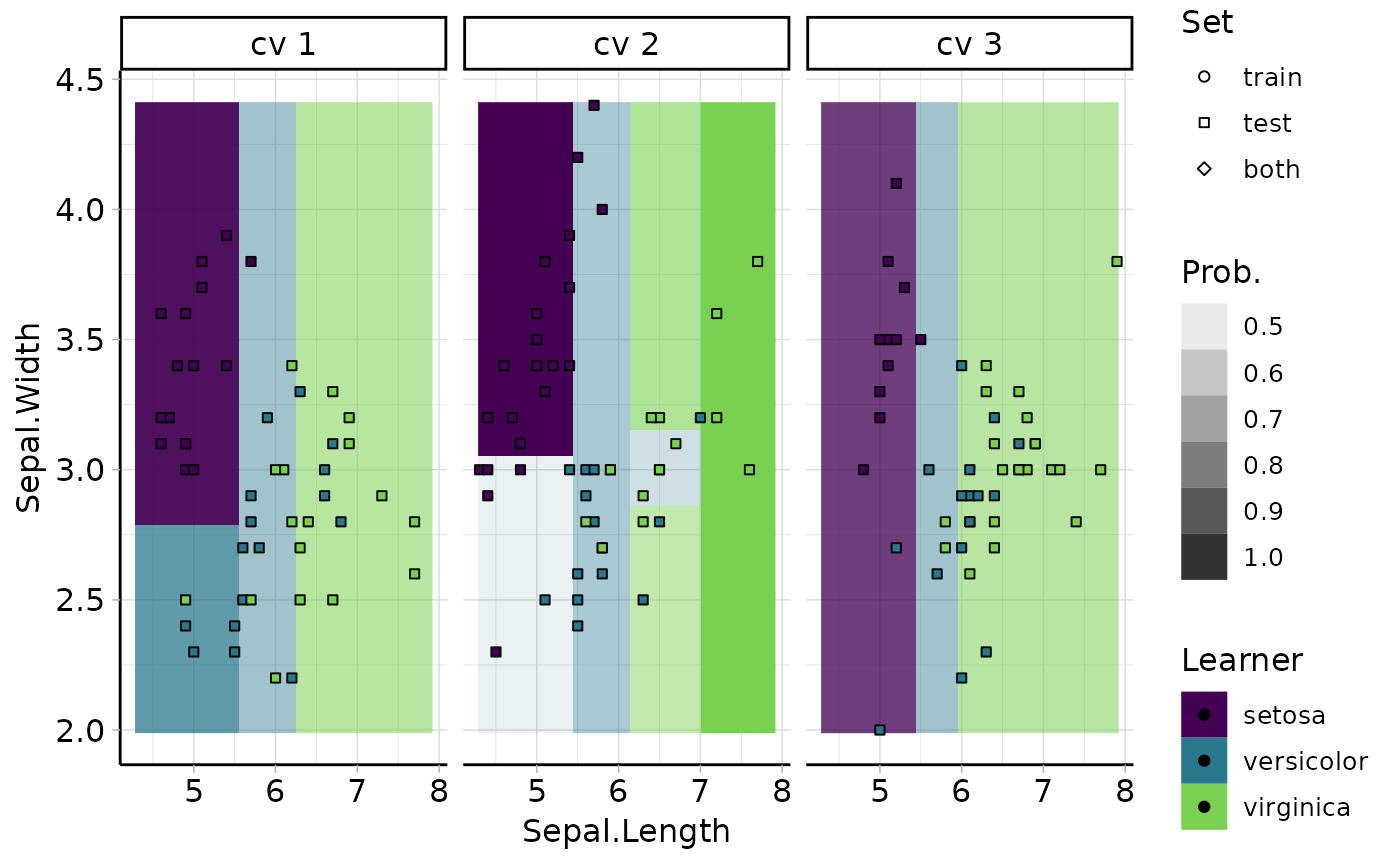 cv 1
cv 2
cv 3
4.5
4.0
3.5
3.0
2.5
2.0
Sepal.Width
5 6 7 8
5 6 7 8
5 6 7 8
Sepal.Length
Set
train
test
both
Prob.
0.5
0.6
0.7
0.8
0.9
1.0
Learner
setosa
versicolor
virginica